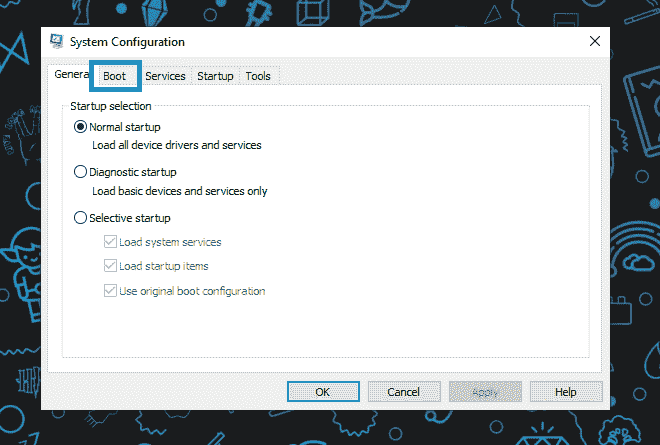 System Configuration
General Boot Services Startup Tools
Startup selection
Normal startup
Load all device drivers and services
Diagnostic startup
Load basic devices and services only
Selective startup
Load system services
Load startup items
Use original boot configuration
OK Cancel Apply Help